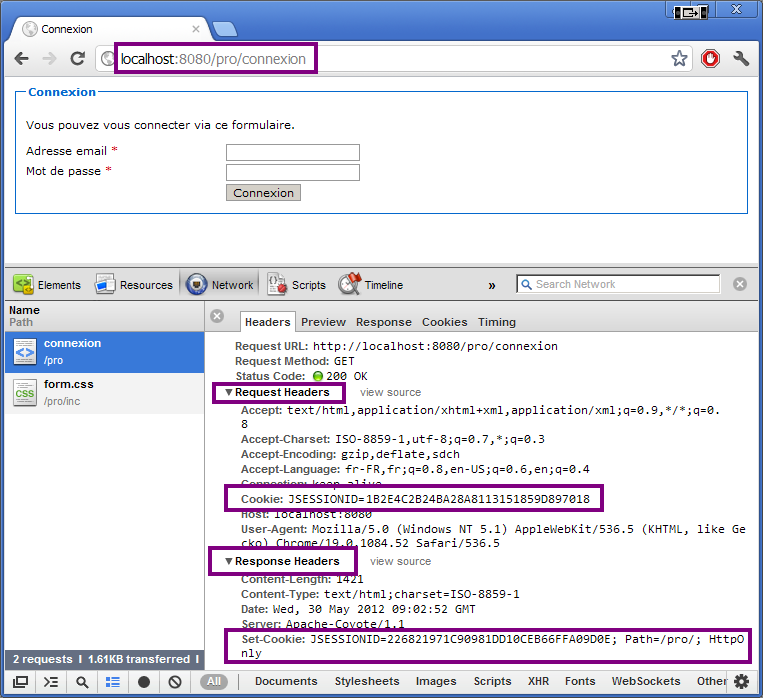 Connexion
localhost:8080/pro/connexion
Connexion
Vous pouvez vous connecter via ce formulaire.
Adresse email *
Mot de passe *
Connexion
Elements Resources Network Scripts Timeline » Search Network
Name
Path
connexion
/pro
form.css
/pro/inc
Headers Preview Response Cookies Timing
Request URL: http://localhost:8080/pro/connexion
Request Method: GET
Status Code: 200 OK
▼Request Headers view source
Accept: text/html,application/xhtml+xml,application/xml;q=0.9,*/*;q=0.
8
Accept-Charset: ISO-8859-1,utf-8;q=0.7,*;q=0.3
Accept-Encoding: gzip,deflate,sdch
Accept-Language: fr-FR,fr;q=0.8,en-US;q=0.6,en;q=0.4
Connection: keep-alive
Cookie: JSESSIONID=1B2E4C2B24BA28A8113151859D897018
Host: localhost:8080
User-Agent: Mozilla/5.0 (Windows NT 5.1) AppleWebKit/536.5 (KHTML, like Ge
cko) Chrome/19.0.1084.52 Safari/536.5
▼Response Headers view source
Content-Length: 1421
Content-Type: text/html;charset=ISO-8859-1
Date: Wed, 30 May 2012 09:02:52 GMT
Server: Apache-Coyote/1.1
Set-Cookie: JSESSIONID=226821971C90981DD10CEB66FFA09D0E; Path=/pro/; HttpO
nly
2 requests | 1.61KB transferred |
All Documents Stylesheets Images Scripts XHR Fonts WebSockets Other